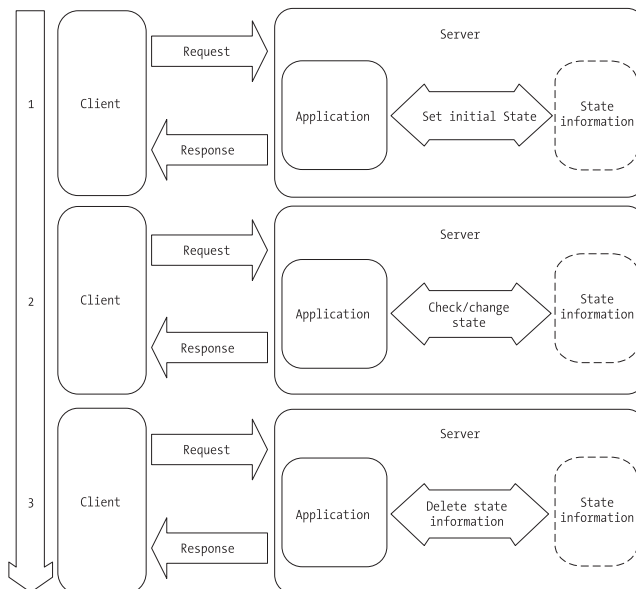 Server
Request
1
Client
Application
Set initial State
State
information
Response
Server
Request
2
Client
Application
Check/change
state
State
information
Response
Server
Request
3
Client
Application
Delete state
information
State
information
Response